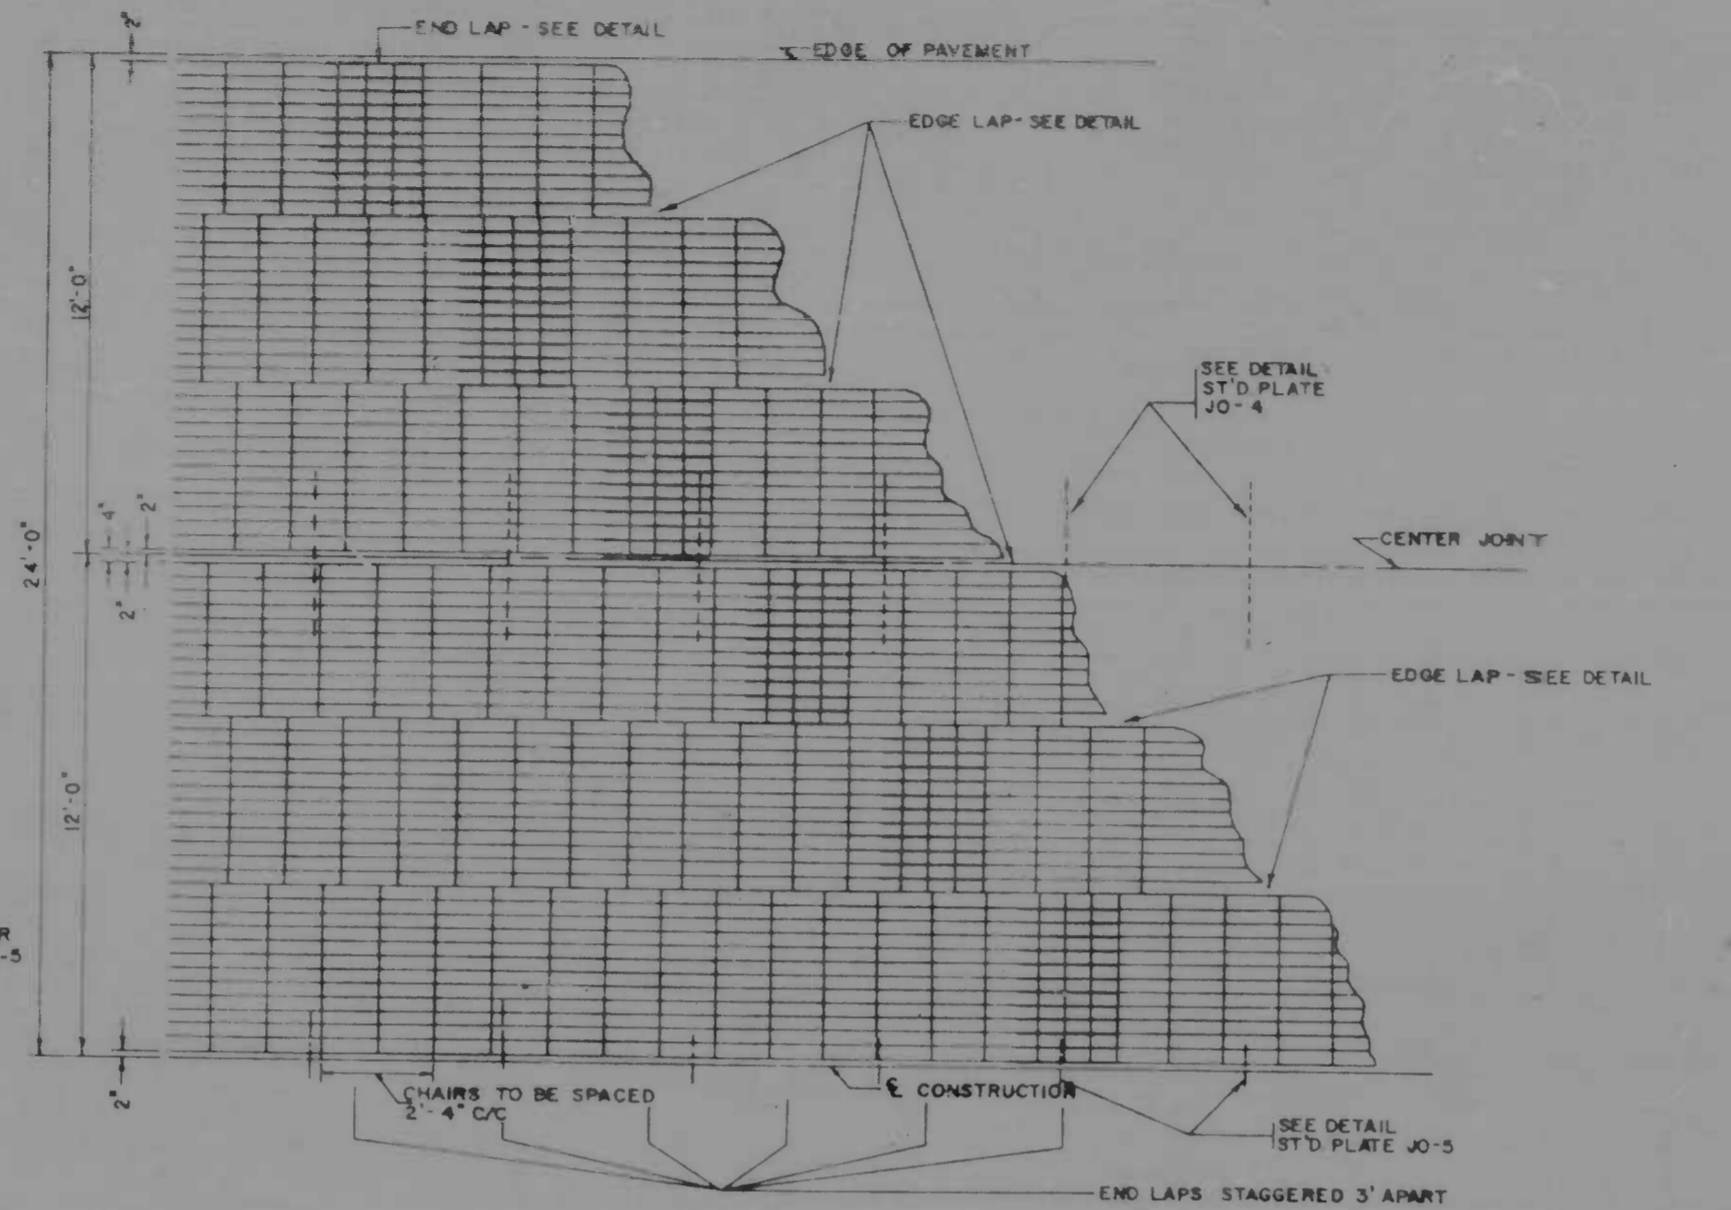 2"
END LAP - SEE DETAIL
EDGE OF PAVEMENT
EDGE LAP - SEE DETAIL
12'-0"
SEE DETAIL
ST'D. PLATE
JO-4
4"
2"
2"
24'-0"
CENTER JOINT
EDGE LAP - SEE DETAIL
12'-0"
R
-5
2"
CHAIRS TO BE SPACED
2'-4" C/C
℄ CONSTRUCTION
SEE DETAIL
ST'D. PLATE JO-5
END LAPS STAGGERED 3' APART